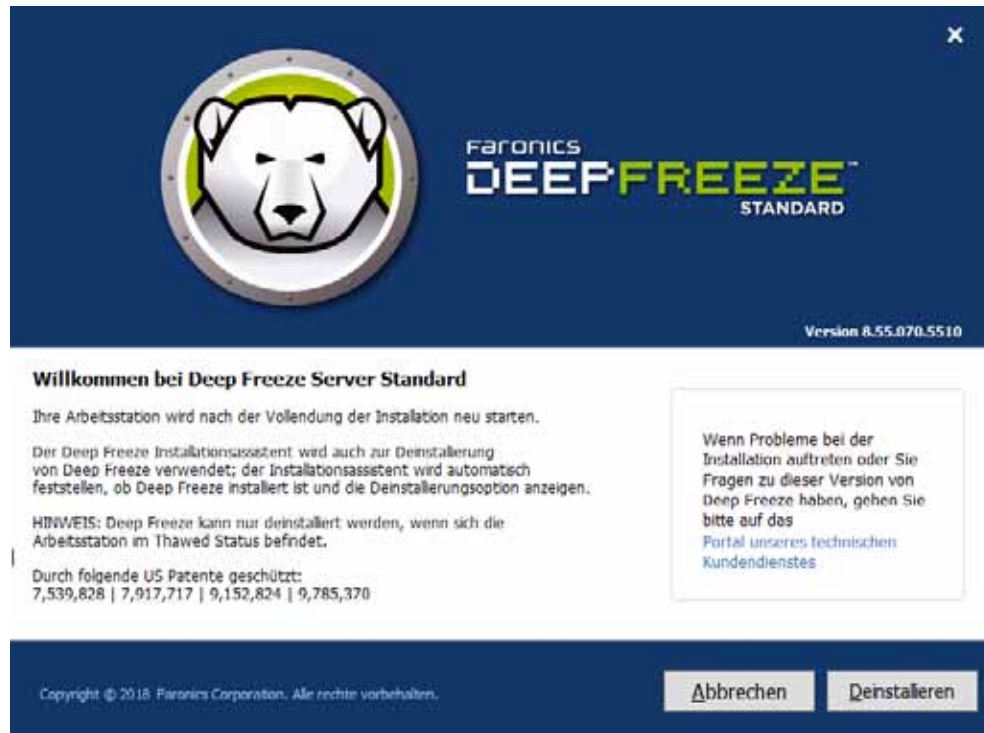 Faronics
DEEPFREEZE™
STANDARD
Version 8.55.070.5510
Willkommen bei Deep Freeze Server Standard
Ihre Arbeitsstation wird nach der Vollendung der Installation neu starten.
Der Deep Freeze Installationsassistent wird auch zur Deinstallierung
von Deep Freeze verwendet; der Installationsassistent wird automatisch
feststellen, ob Deep Freeze installiert ist und die Deinstallierungsoption anzeigen.
HINWEIS: Deep Freeze kann nur deinstalliert werden, wenn sich die
Arbeitsstation im Thawed Status befindet.
Durch folgende US Patente geschützt:
7,539,828 | 7,917,717 | 9,152,824 | 9,785,370
Wenn Probleme bei der
Installation auftreten oder Sie
Fragen zu dieser Version von
Deep Freeze haben, gehen Sie
bitte auf das
Portal unseres technischen
Kundendienstes
Copyright © 2018 Faronics Corporation. Alle rechte vorbehalten.
Abbrechen
Deinstallieren